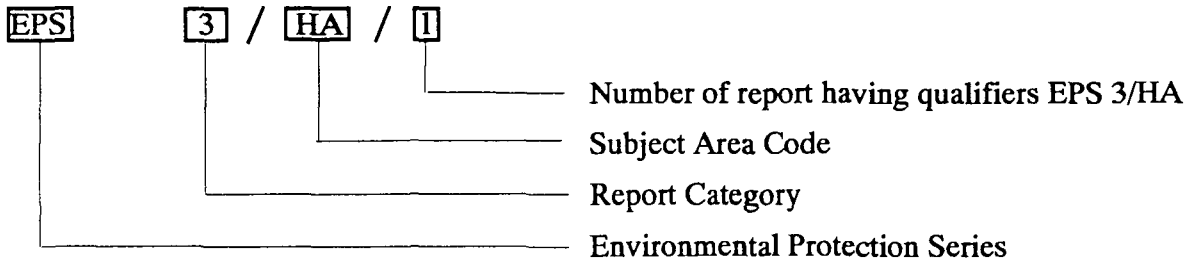 EPS 3 / HA / 1
Number of report having qualifiers EPS 3/HA
Subject Area Code
Report Category
Environmental Protection Series